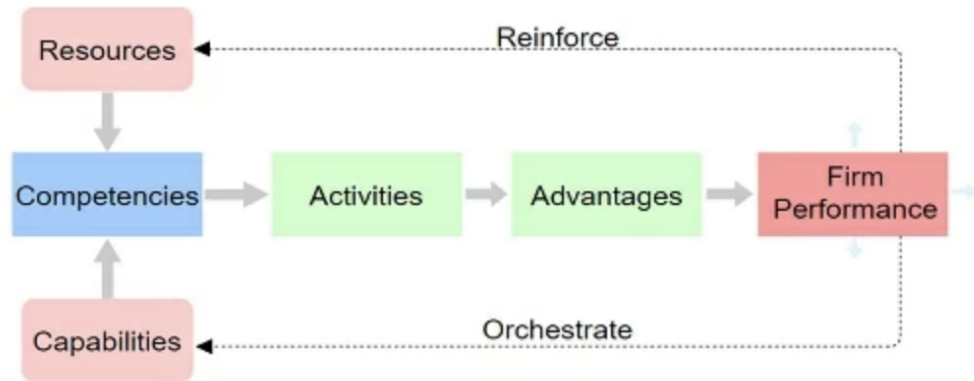 Resources
Reinforce
Competencies
Activities
Advantages
Firm
Performance
Capabilities
Orchestrate